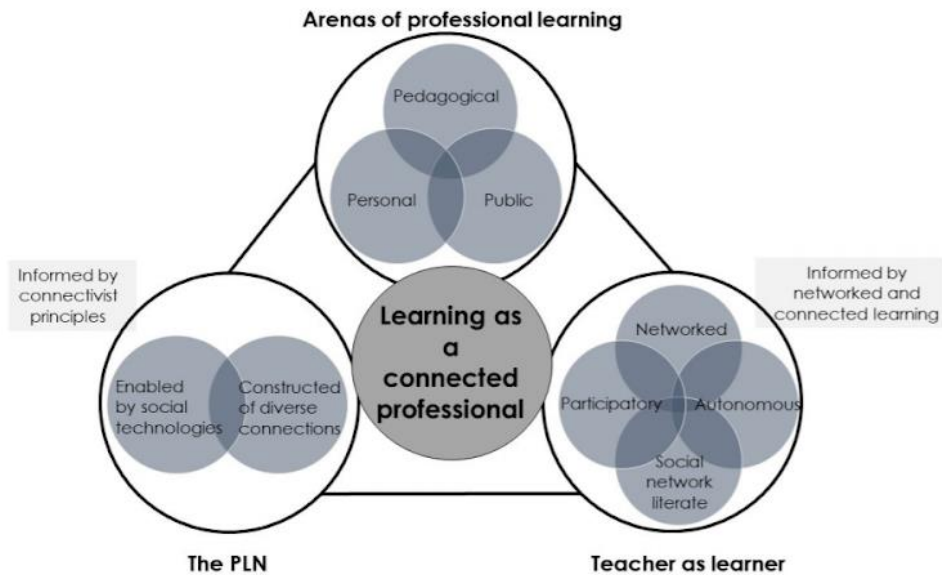 Arenas of professional learning
Pedagogical
Personal
Public
Informed by
connectivist
principles
Informed by
networked and
connected learning
Learning as
a
connected
professional
Enabled
by social
technologies
Constructed
of diverse
connections
Networked
Participatory
Autonomous
Social
network
literate
The PLN
Teacher as learner